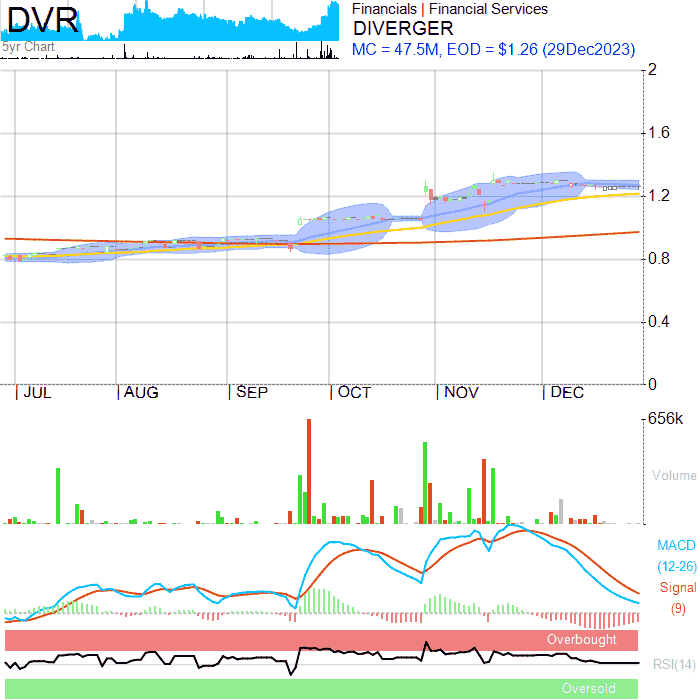 DVR
5yr Chart
Financials | Financial Services
DIVERGER
MC = 47.5M, EOD = $1.26 (29Dec2023)
2
1.6
1.2
0.8
0.4
0
| JUL | AUG | SEP | OCT | NOV | DEC
656k
Volume
MACD
(12-26)
Signal
(9)
Overbought
RSI(14)
Oversold